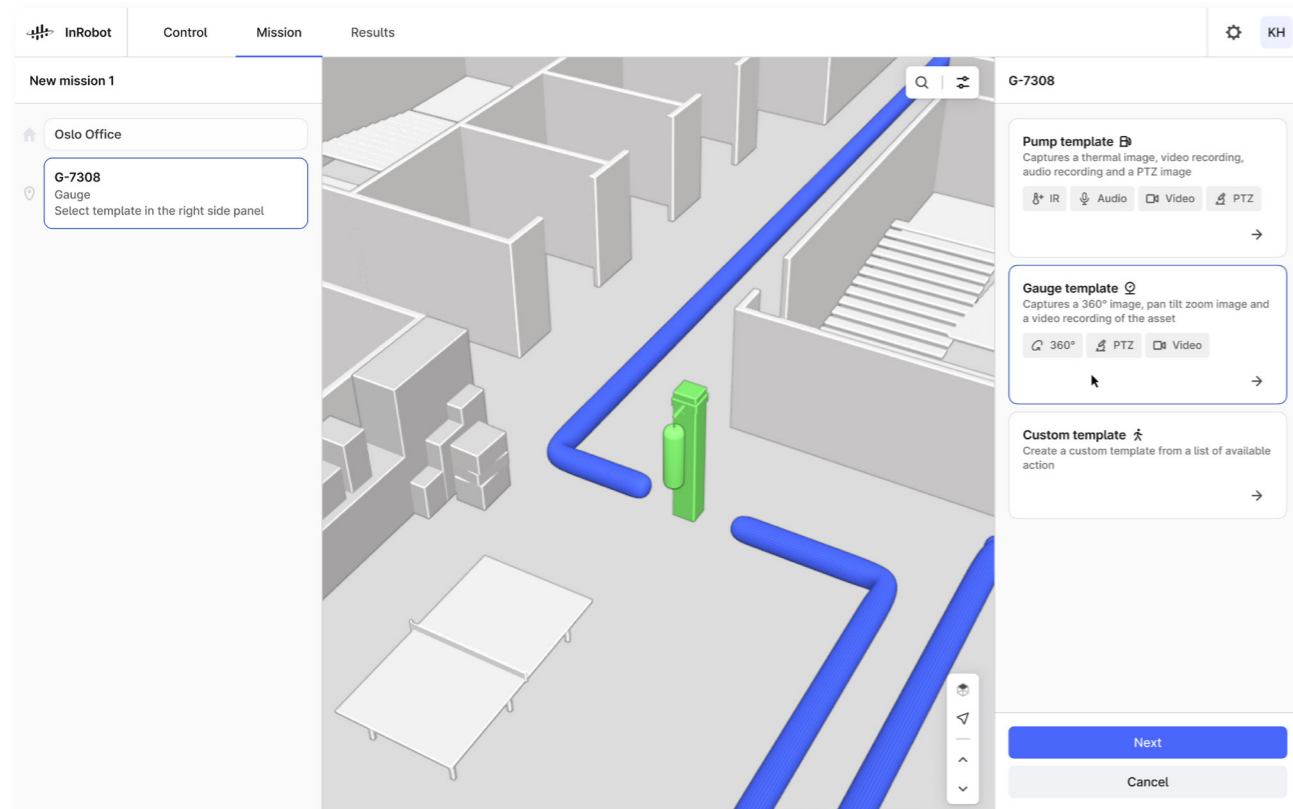 InRobot
Control
Mission
Results
KH
New mission 1
Oslo Office
G-7308
Gauge
Select template in the right side panel
G-7308
Pump template
Captures a thermal image, video recording,
audio recording and a PTZ image
IR
Audio
Video
PTZ
Gauge template
Captures a 360° image, pan tilt zoom image and
a video recording of the asset
360°
PTZ
Video
Custom template
Create a custom template from a list of available
action
Next
Cancel